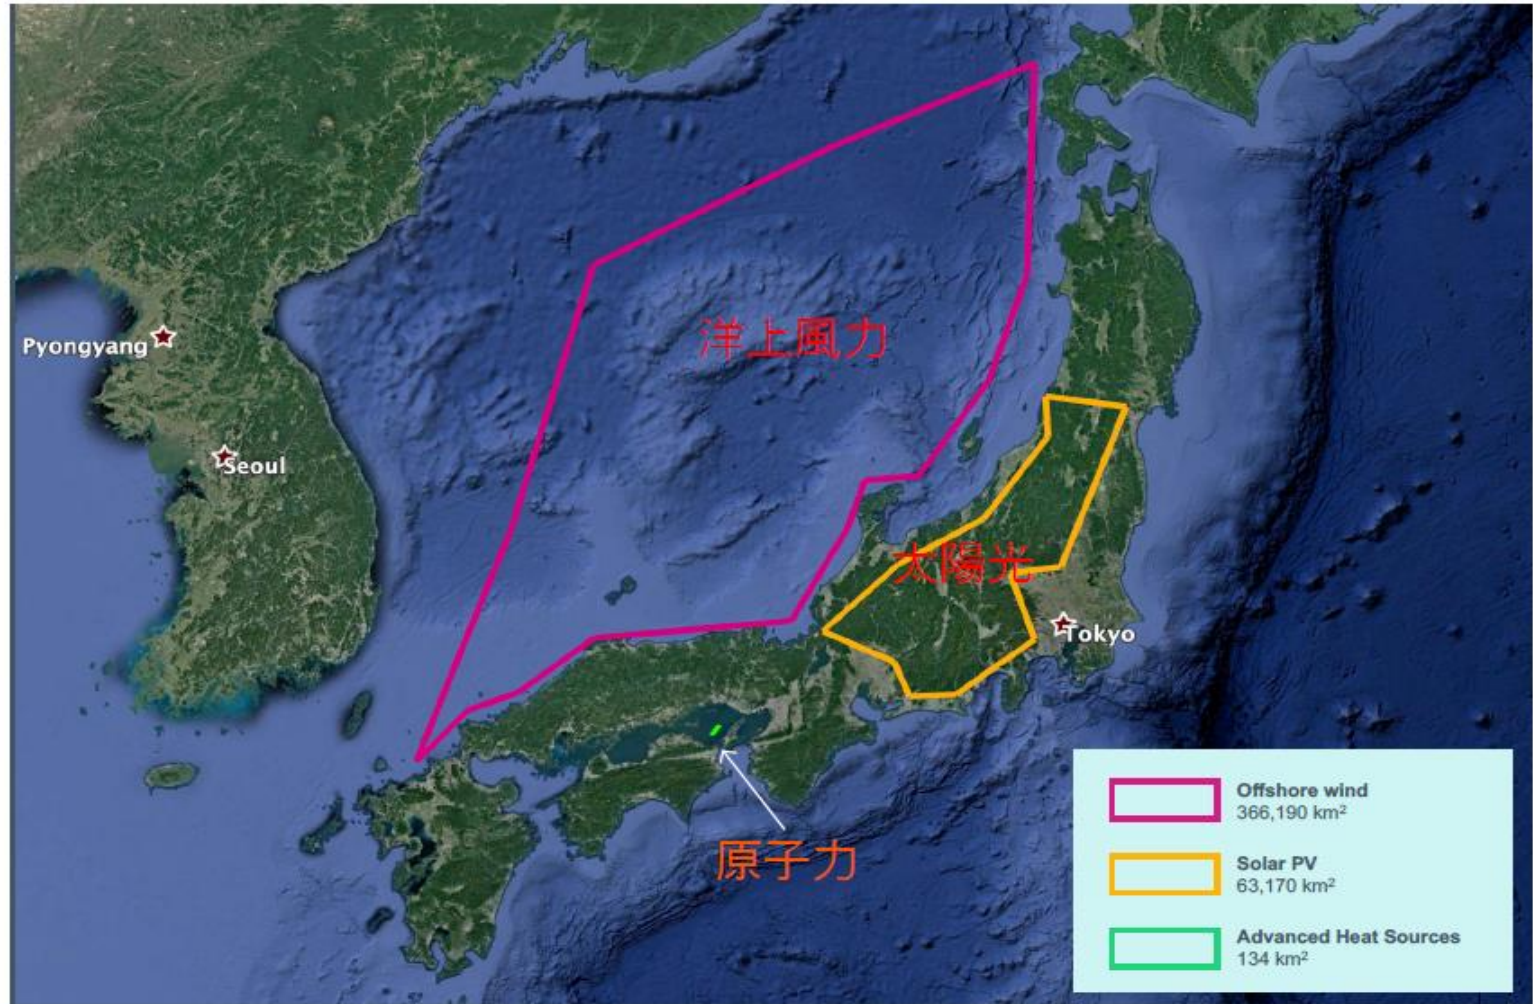 洋上風力
Pyongyang
Seoul
太陽光
Tokyo
原子力
Offshore wind
366,190 km²
Solar PV
63,170 km²
Advanced Heat Sources
134 km²